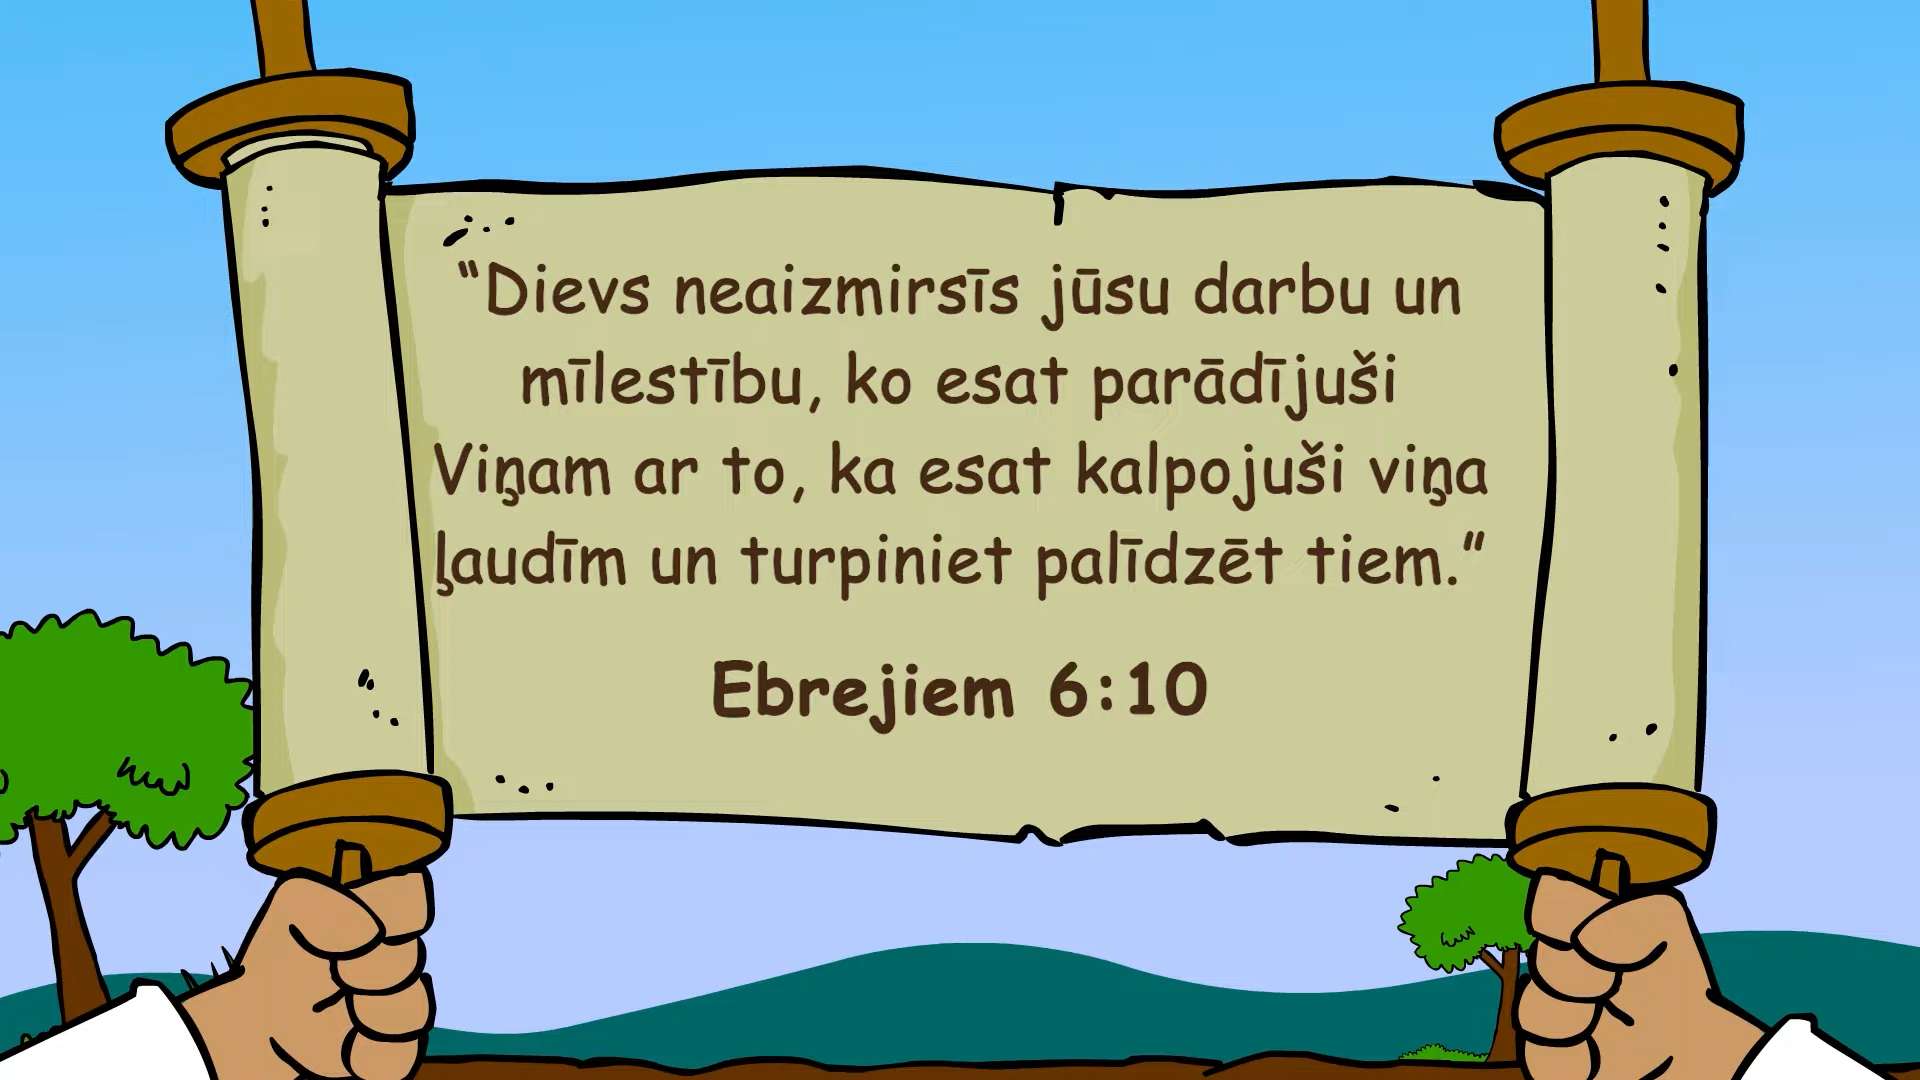 “Dievs neaizmirsīs jūsu darbu un
mīlestību, ko esat parādījuši
Viņam ar to, ka esat kalpojuši viņa
ļaudīm un turpiniet palīdzēt tiem.”
Ebrejiem 6:10